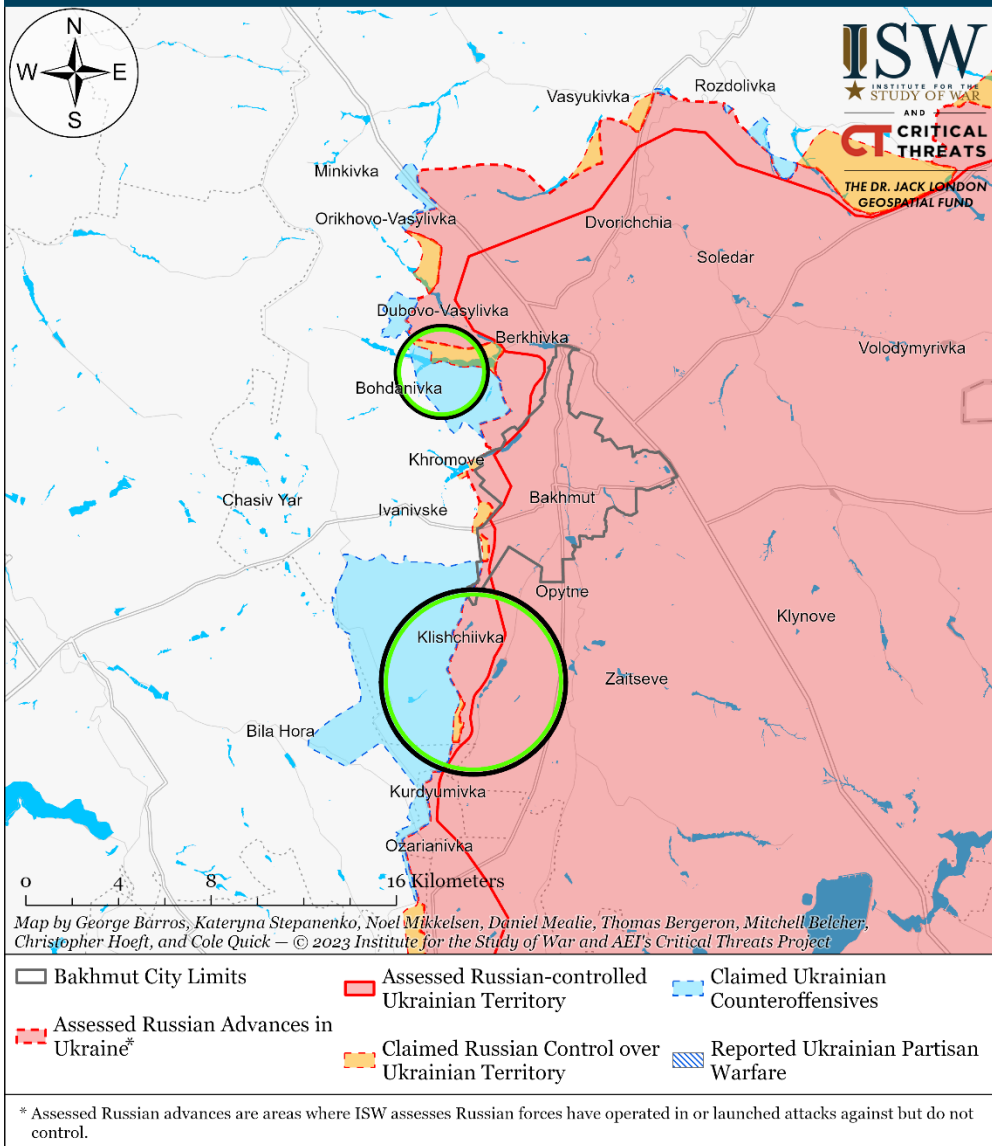 N
W E
S
ISW
INSTITUTE FOR THE
STUDY OF WAR
AND
CT CRITICAL
THREATS
THE DR. JACK LONDON
GEOSPATIAL FUND
Vasyukivka
Rozdolivka
Minkivka
Orikhovo-Vasylivka
Dvorichchia
Soledar
Dubovo-Vasylivka
Berkhivka
Volodymyrivka
Bohdanivka
Khromove
Chasiv Yar
Bakhmut
Ivanivske
Opytne
Klynove
Klishchiivka
Zaitseve
Bila Hora
Kurdyumivka
Ozarianivka
0 4 8 16 Kilometers
Map by George Barros, Kateryna Stepanenko, Noel Mikkelsen, Daniel Mealie, Thomas Bergeron, Mitchell Belcher,
Christopher Hoeft, and Cole Quick — © 2023 Institute for the Study of War and AEI's Critical Threats Project
Bakhmut City Limits
Assessed Russian Advances in
Ukraine*
Assessed Russian-controlled
Ukrainian Territory
Claimed Russian Control over
Ukrainian Territory
Claimed Ukrainian
Counteroffensives
Reported Ukrainian Partisan
Warfare
* Assessed Russian advances are areas where ISW assesses Russian forces have operated in or launched attacks against but do not
control.